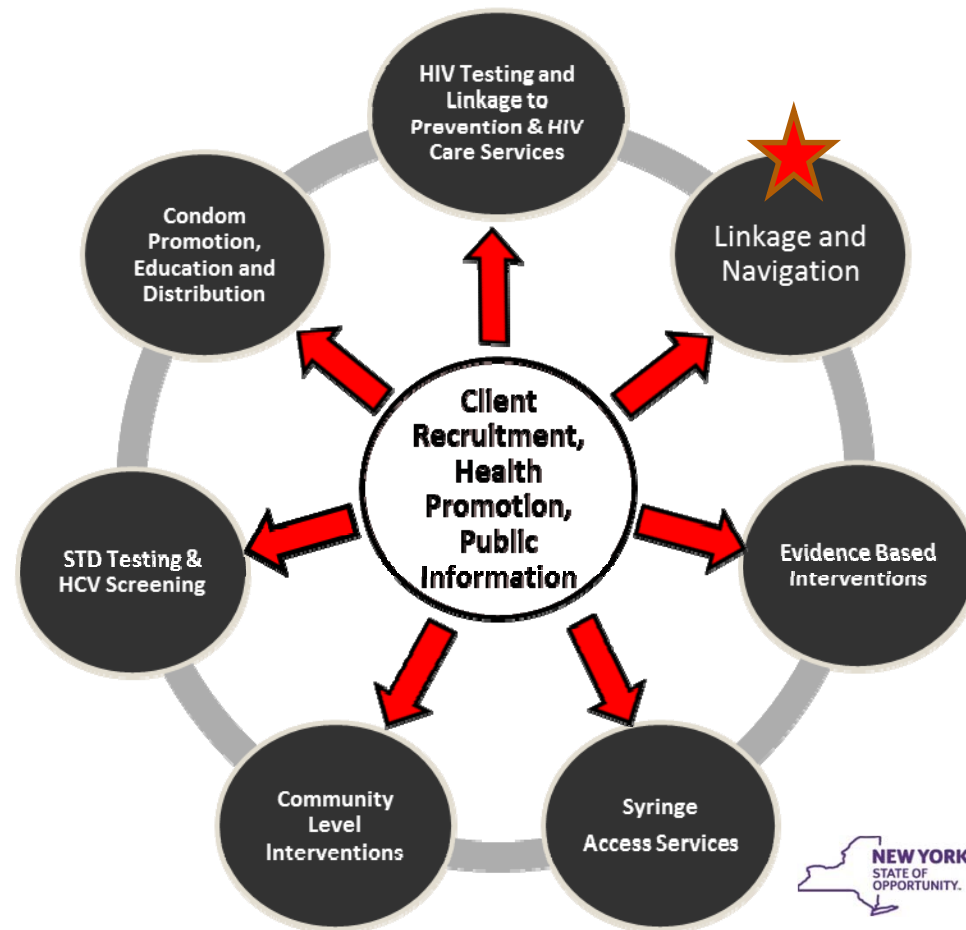 HIV Testing and
Linkage to
Prevention & HIV
Care Services
Linkage and
Navigation
Evidence Based
Interventions
Syringe
Access Services
Community
Level
Interventions
STD Testing &
HCV Screening
Condom
Promotion,
Education and
Distribution
Client
Recruitment,
Health
Promotion,
Public
Information
NEW YORK
STATE OF
OPPORTUNITY.